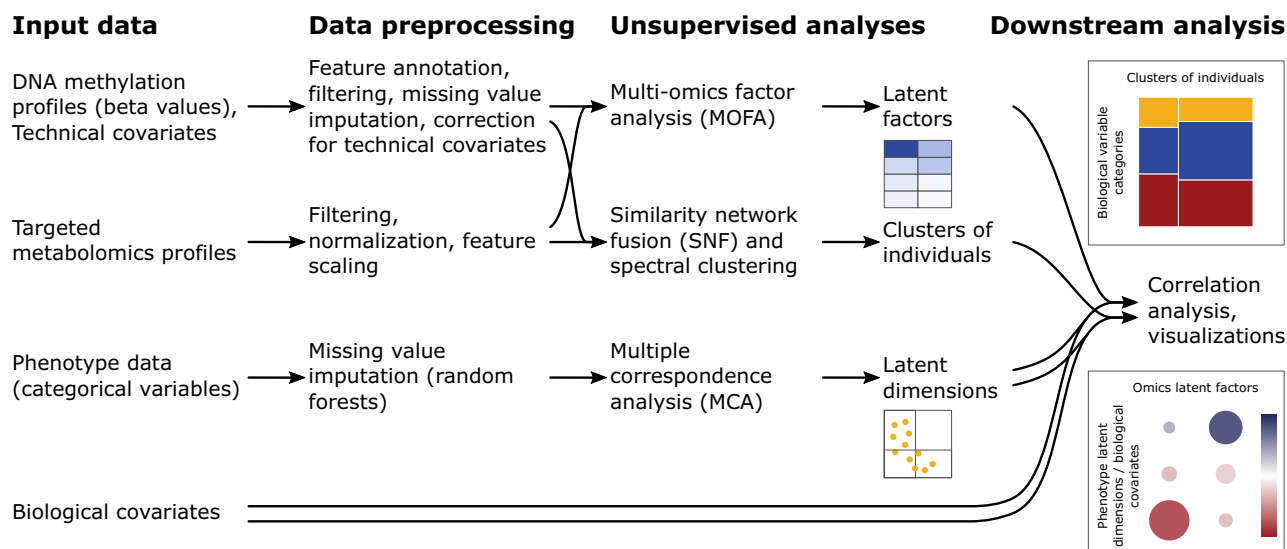 Input data
Data preprocessing
Unsupervised analyses
Downstream analysis
DNA methylation
profiles (beta values),
Technical covariates
Feature annotation,
filtering, missing value
imputation, correction
for technical covariates
Multi-omics factor
analysis (MOFA)
Latent
factors
Clusters of individuals
Biological variable
categories
Targeted
metabolomics profiles
Filtering,
normalization, feature
scaling
Similarity network
fusion (SNF) and
spectral clustering
Clusters of
individuals
Correlation
analysis,
visualizations
Phenotype data
(categorical variables)
Missing value
imputation (random
forests)
Multiple
correspondence
analysis (MCA)
Latent
dimensions
Omics latent factors
Phenotype latent
dimensions / biological
covariates
Biological covariates